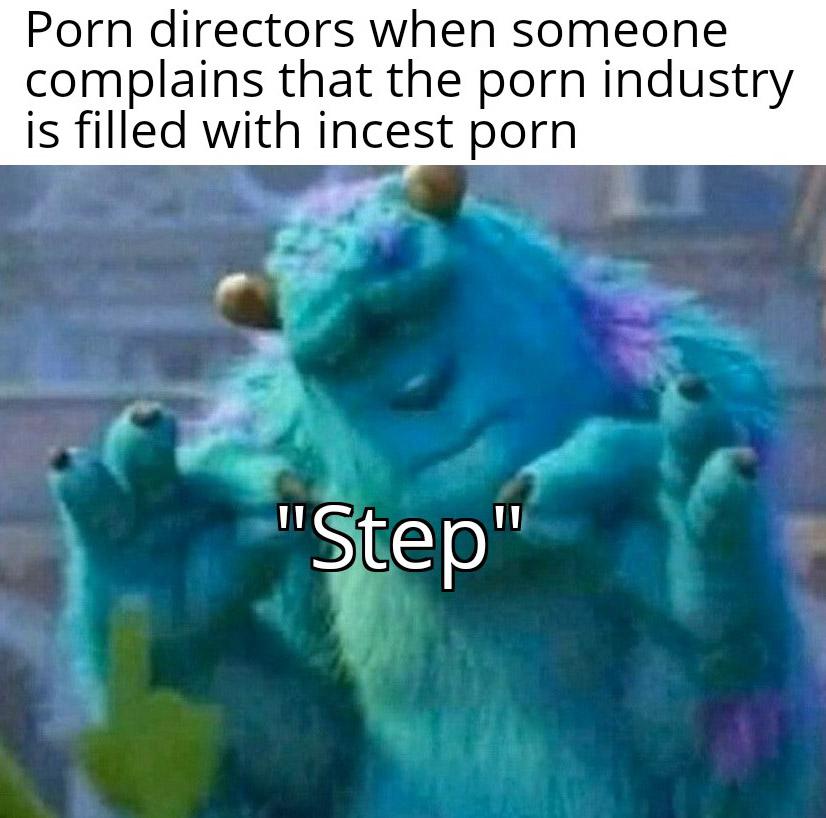 Porn directors when someone
complains that the porn industry
is filled with incest porn
"Step"